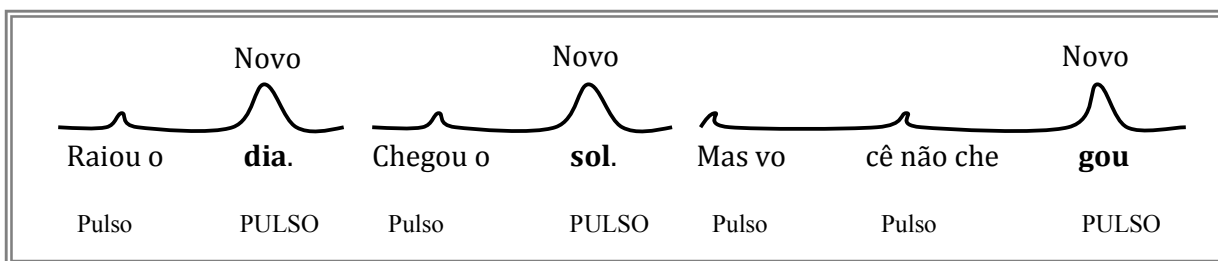 Novo Novo Novo
Raiou o dia. Chegou o sol. Mas vo cê não che gou
Pulso PULSO Pulso PULSO Pulso Pulso PULSO